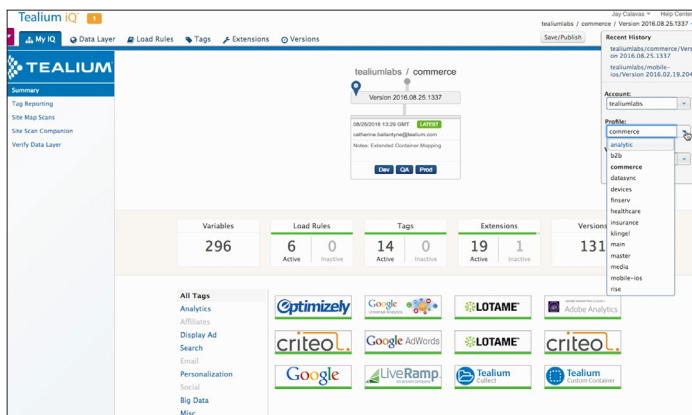 Tealium iQ 1
Jay Calavas Help Center
tealiumlabs / commerce / Version 2016.08.25.1337
My IQ Data Layer Load Rules Tags Extensions Versions
Save/Publish
Recent History
tealiumlabs/commerce/Versi
on 2016.08.25.1337
tealiumlabs/mobile-
ios/Version 2016.02.19.204
Account:
tealiumlabs
Profile:
commerce
analytic
b2b
commerce
datasync
devices
finserv
healthcare
insurance
klingel
main
master
media
mobile-ios
rise
TEALIUM
Summary
Tag Reporting
Site Map Scans
Site Scan Companion
Verify Data Layer
tealiumlabs / commerce
Version 2016.08.25.1337
08/25/2016 13:29 GMT LATEST
catherine.ballantyne@tealium.com
Notes: Extended Container Mapping
Dev QA Prod
Variables
296
Load Rules
6 0
Active Inactive
Tags
14 0
Active Inactive
Extensions
19 1
Active Inactive
Versions
131
All Tags
Analytics
Affiliates
Display Ad
Search
Email
Personalization
Social
Big Data
Misc
Optimizely
Google
Universal Analytics
LOTAME
Adobe Analytics
criteo
Google AdWords
LOTAME
criteo
Google
LiveRamp
Tealium
Collect
Tealium
Custom Container